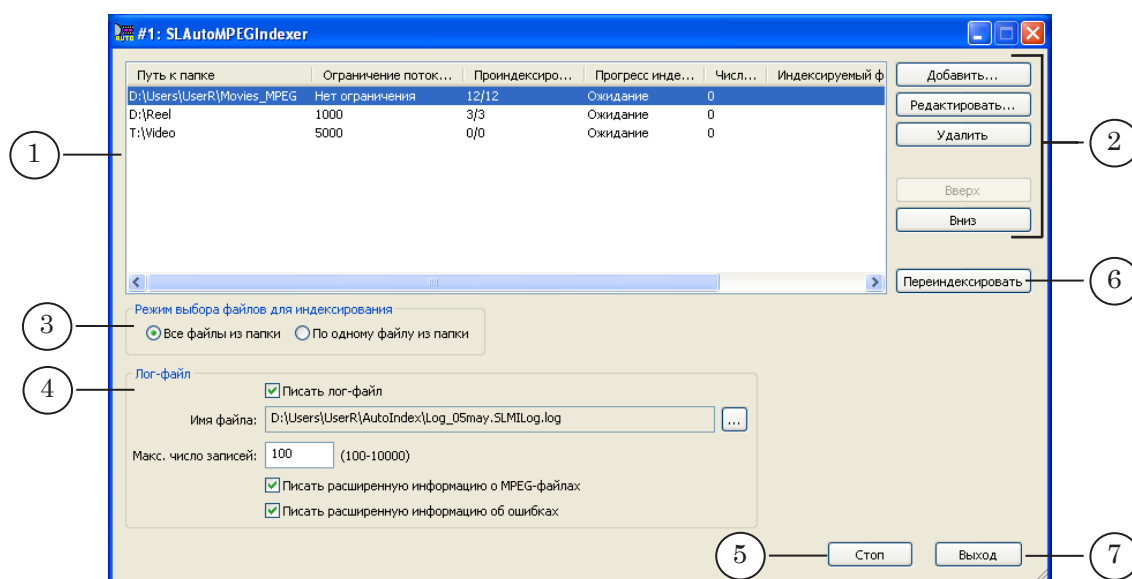 #1: SLAutoMPEGIndexer
Путь к папке Ограничение поток... Проиндексиро... Прогресс инде... Числ... Индексируемый ф
D:\Users\UserR\Movies_MPEG Нет ограничения 12/12 Ожидание 0
D:\Reel 1000 3/3 Ожидание 0
T:\Video 5000 0/0 Ожидание 0
Добавить...
Редактировать...
Удалить
Вверх
Вниз
Переиндексировать
1
2
6
3
Режим выбора файлов для индексирования
Все файлы из папки По одному файлу из папки
4
Лог-файл
Писать лог-файл
Имя файла: D:\Users\UserR\AutoIndex\Log_05may.SLMILog.log ...
Макс. число записей: 100 (100-10000)
Писать расширенную информацию о MPEG-файлах
Писать расширенную информацию об ошибках
5 Стоп Выход 7